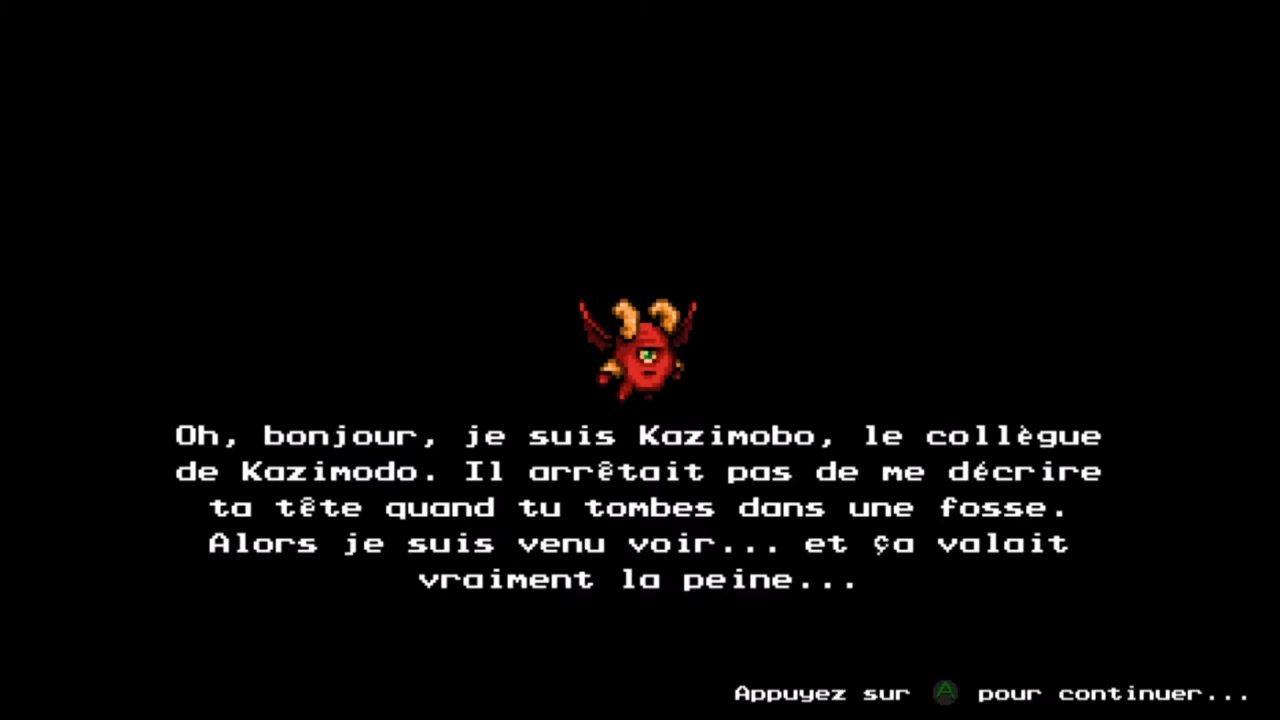 Oh, bonjour, je suis Kazimobo, le collègue
de Kazimodo. Il arrêtait pas de me décrire
ta tête quand tu tombes dans une fosse.
Alors je suis venu voir... et ça valait
vraiment la peine...
Appuyez sur A pour continuer...